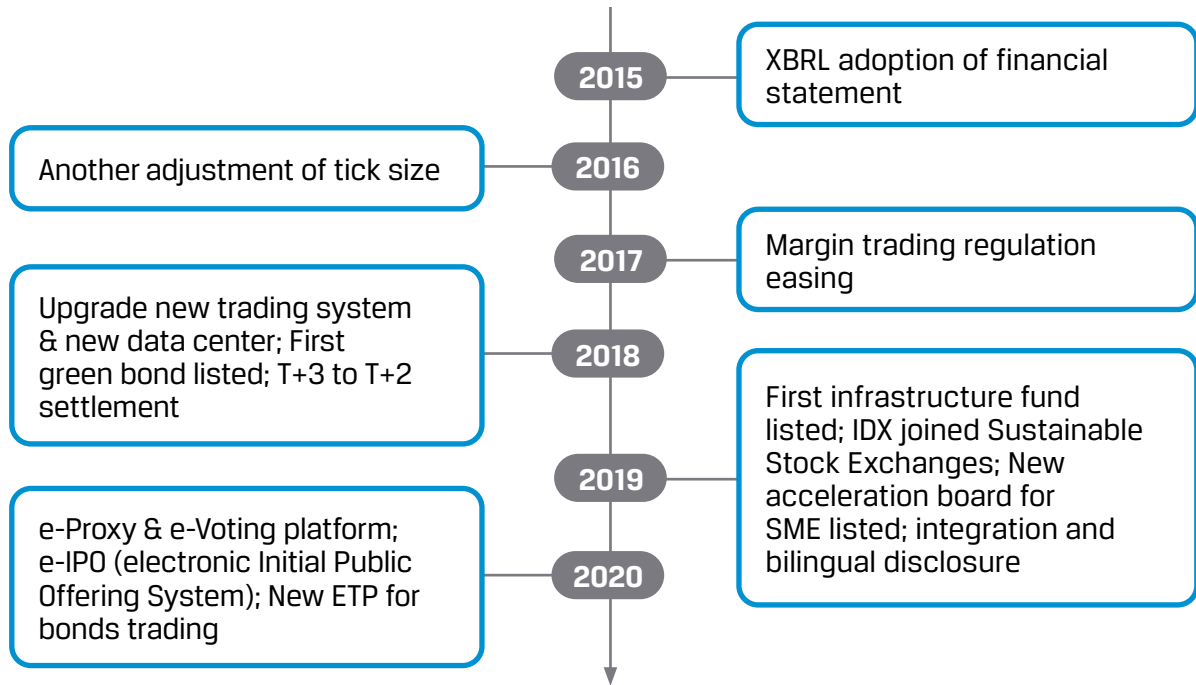 2015
XBRL adoption of financial
statement
Another adjustment of tick size
2016
2017
Margin trading regulation
easing
Upgrade new trading system
& new data center; First
green bond listed; T+3 to T+2
settlement
2018
2019
First infrastructure fund
listed; IDX joined Sustainable
Stock Exchanges; New
acceleration board for
SME listed; integration and
bilingual disclosure
e-Proxy & e-Voting platform;
e-IPO (electronic Initial Public
Offering System); New ETP for
bonds trading
2020